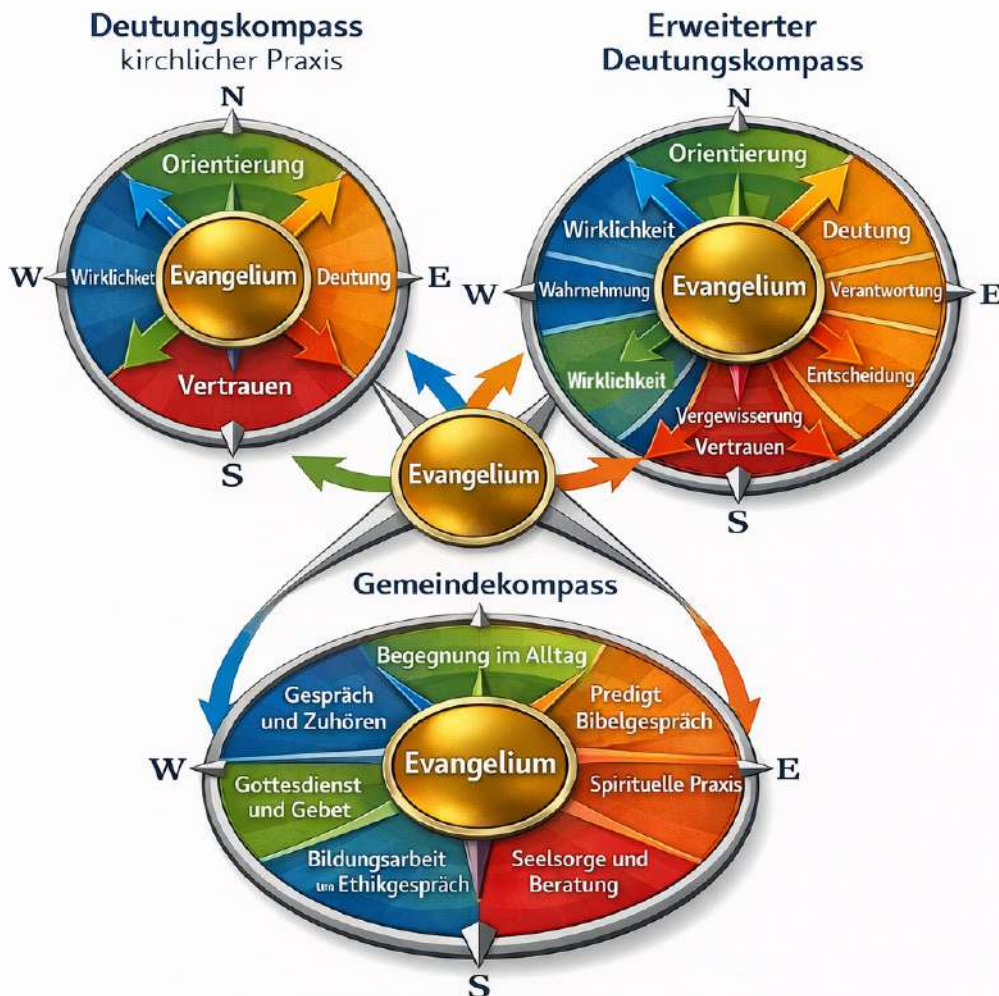 Deutungskompass
kirchlicher Praxis
N
Orientierung
W
Wirklichket
Evangelium
Deutung
E
Vertrauen
S
Erweiterter
Deutungskompass
N
Orientierung
Wirklichkeit
Deutung
W
Wahrnehmung
Evangelium
Verantwortung
E
Wirklichkeit
Entscheidung
Vergewisserung
Vertrauen
S
Evangelium
Gemeindekompass
Begegnung im Alltag
Gespräch
und Zuhören
Predigt
Bibelgespräch
W
Evangelium
E
Gottesdienst
und Gebet
Spirituelle Praxis
Bildungsarbeit
Ethikgespräch
Seelsorge und
Beratung
S